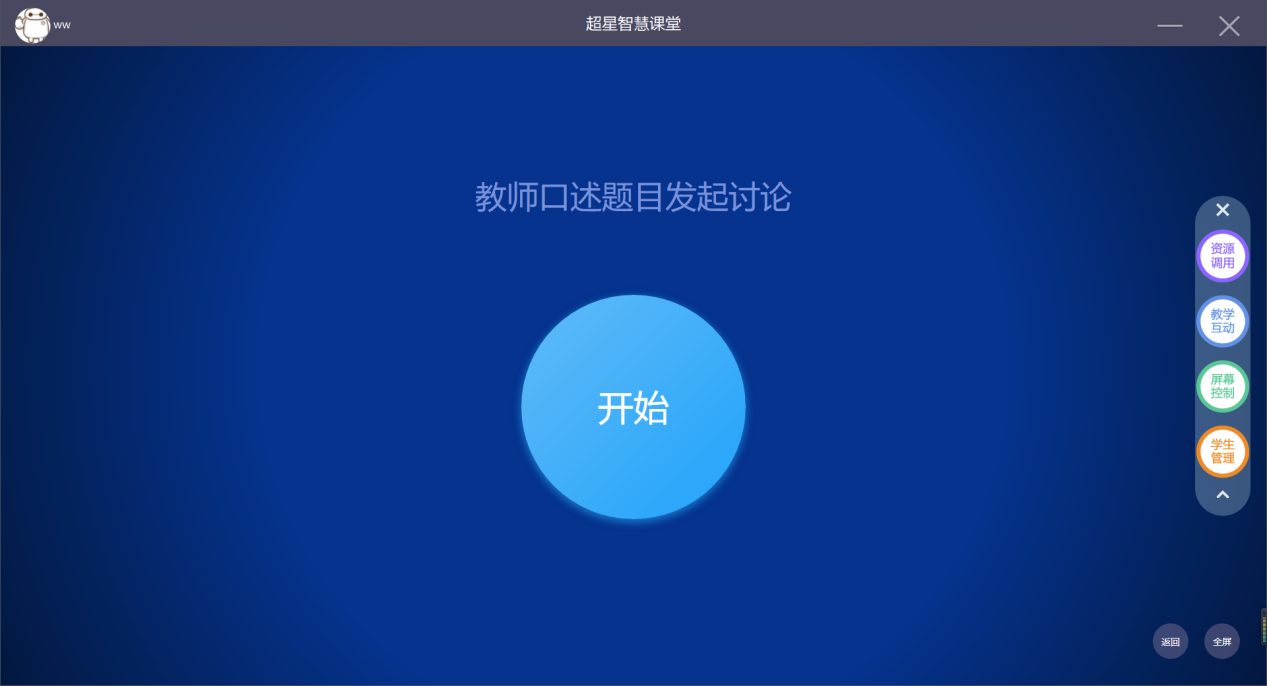 ww
超星智慧课堂
教师口述题目发起讨论
开始
资源
调用
教学
互动
屏幕
控制
学生
管理
返回
全屏